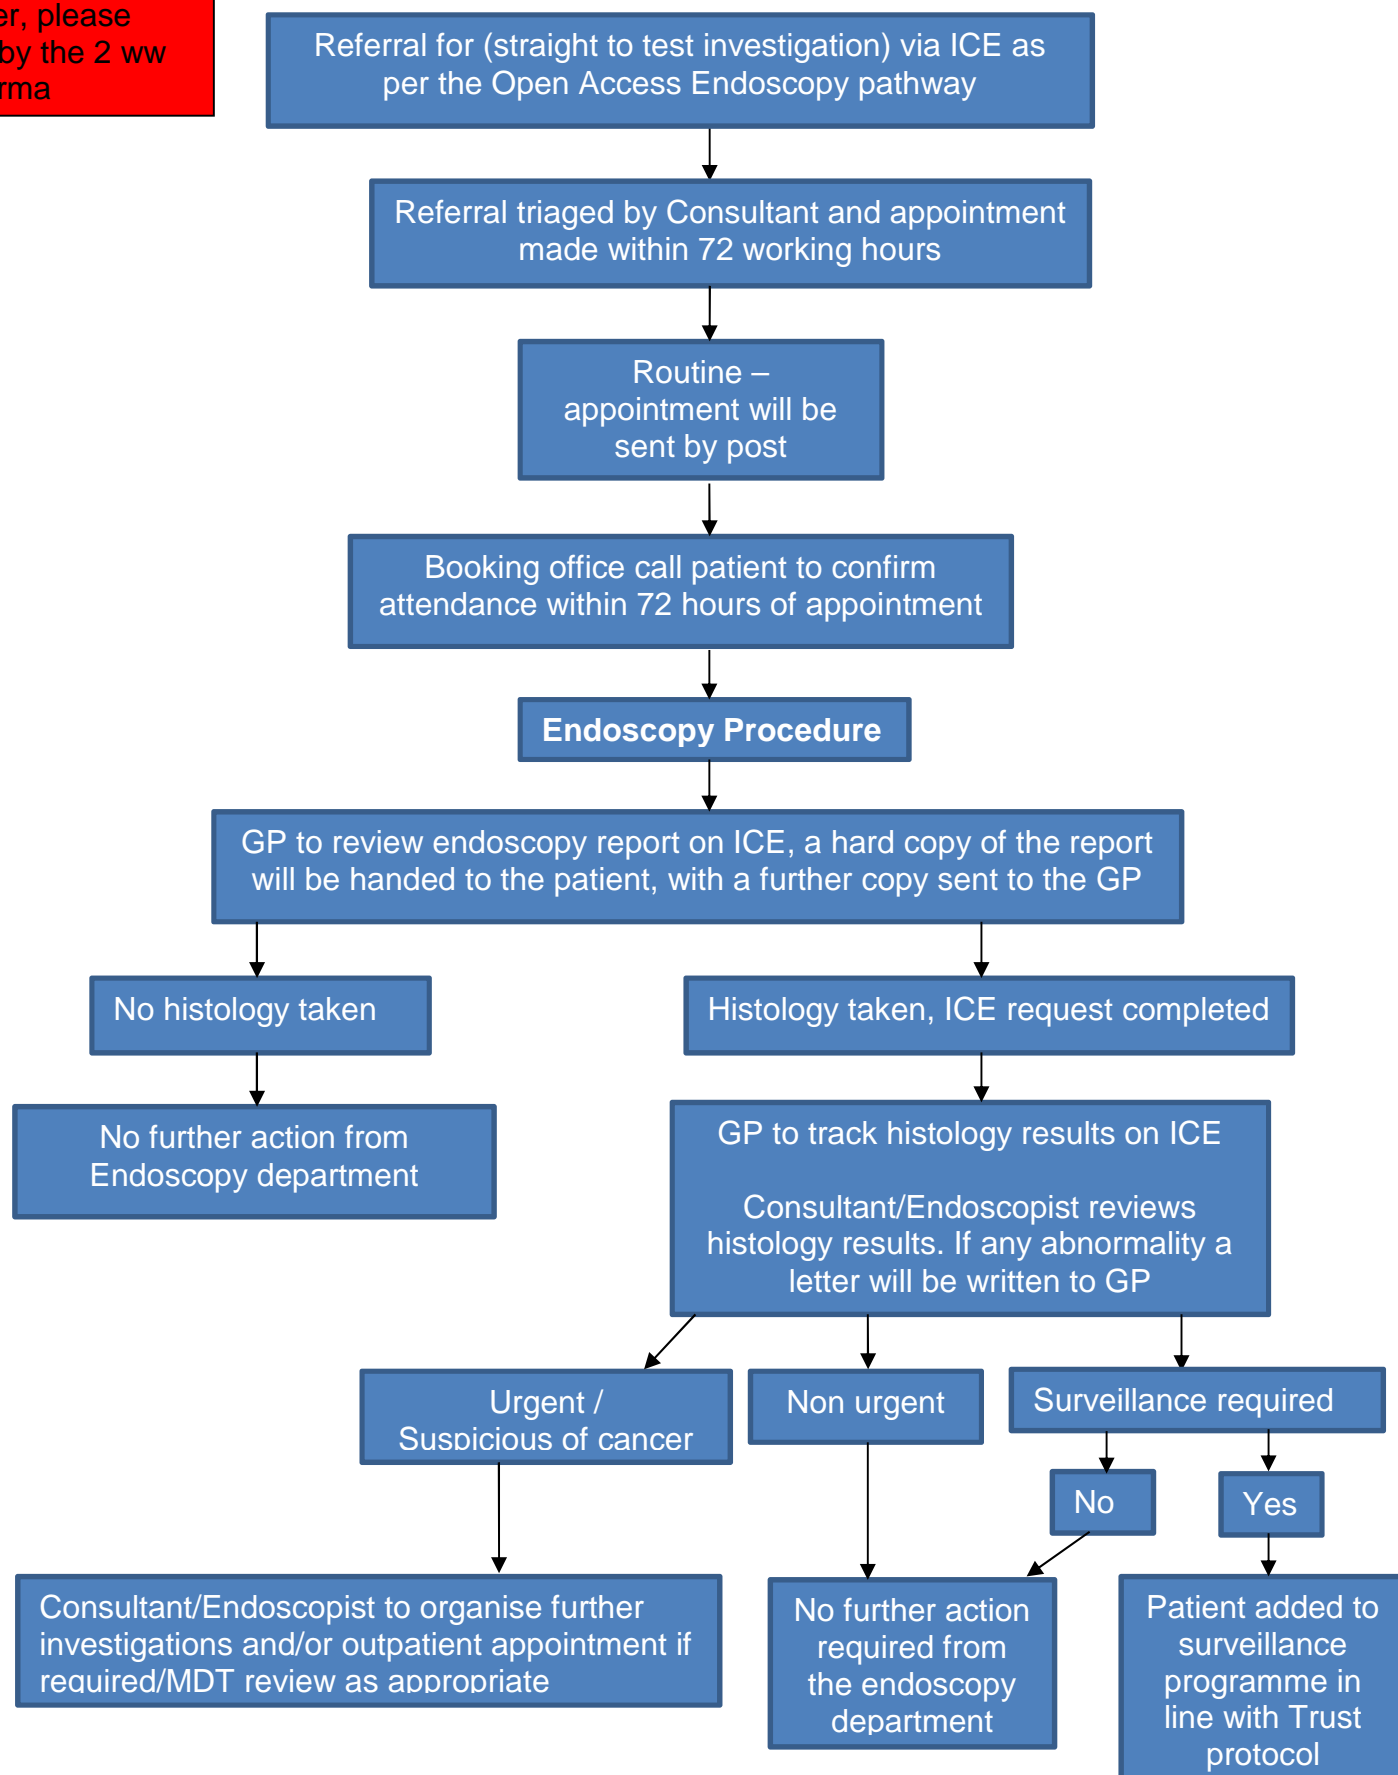 er, please
by the 2 ww
rma
Referral for (straight to test investigation) via ICE as
per the Open Access Endoscopy pathway
Referral triaged by Consultant and appointment
made within 72 working hours
Routine –
appointment will be
sent by post
Booking office call patient to confirm
attendance within 72 hours of appointment
Endoscopy Procedure
GP to review endoscopy report on ICE, a hard copy of the report
will be handed to the patient, with a further copy sent to the GP
No histology taken
Histology taken, ICE request completed
No further action from
Endoscopy department
GP to track histology results on ICE
Consultant/Endoscopist reviews
histology results. If any abnormality a
letter will be written to GP
Urgent /
Suspicious of cancer
Non urgent
Surveillance required
No
Yes
Consultant/Endoscopist to organise further
investigations and/or outpatient appointment if
required/MDT review as appropriate
No further action
required from
the endoscopy
department
Patient added to
surveillance
programme in
line with Trust
protocol